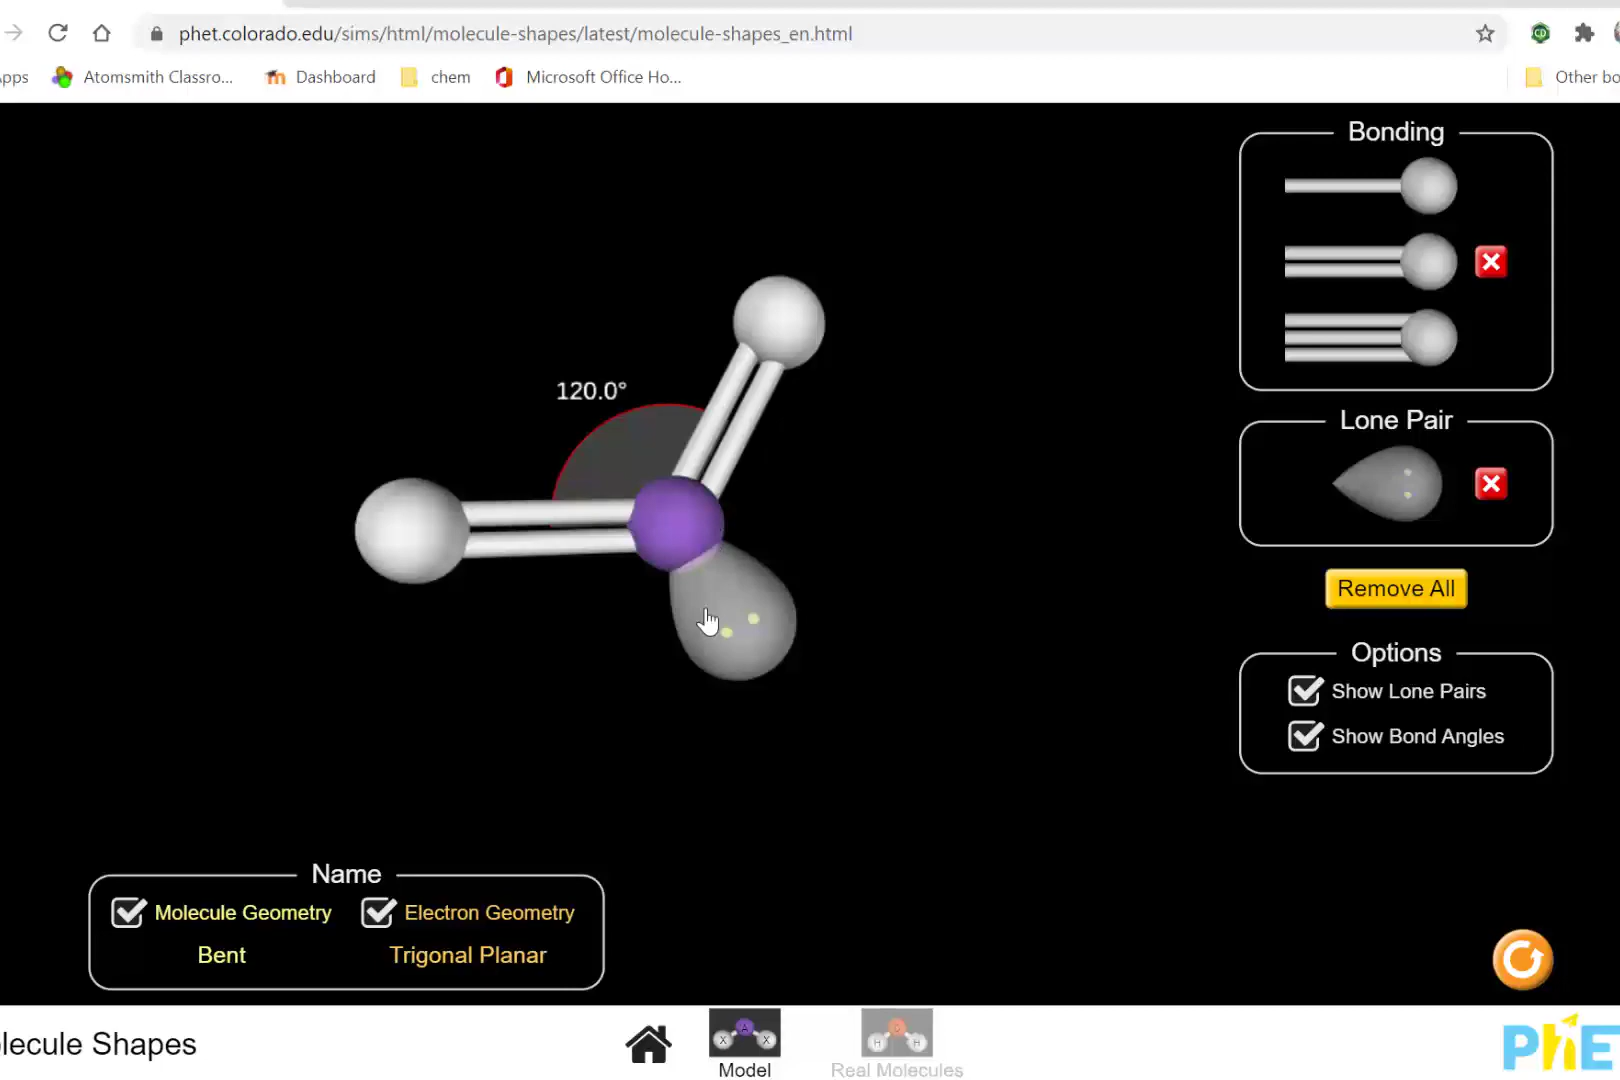 phet.colorado.edu/sims/html/molecule-shapes/latest/molecule-shapes_en.html
pps Atomsmith Classro... Dashboard chem Microsoft Office Ho... Other bo
Bonding
120.0°
Lone Pair
Remove All
Options
Show Lone Pairs
Show Bond Angles
Name
Molecule Geometry Electron Geometry
Bent Trigonal Planar
lecule Shapes
A
X X
Model
O
H H
Real Molecules
PhE